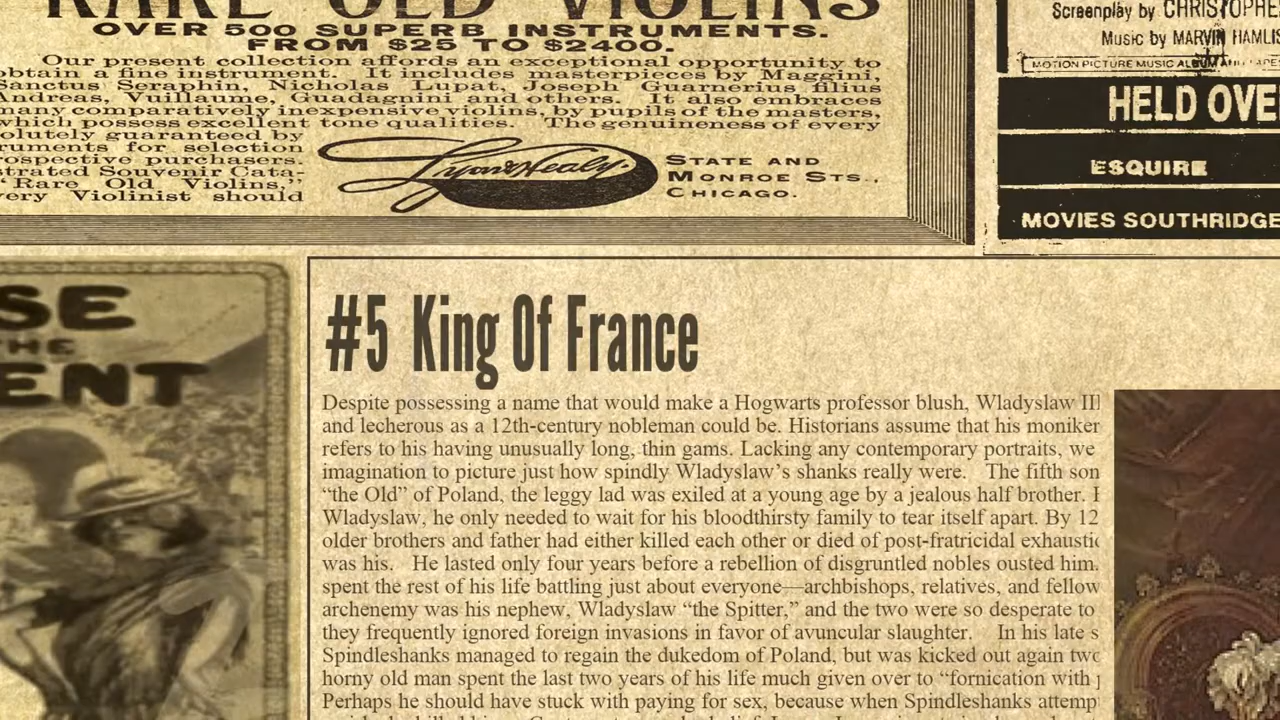 RARE OLD VIOLINS
OVER 500 SUPERB INSTRUMENTS.
FROM $25 TO $2400.
Our present collection affords an exceptional opportunity to
obtain a fine instrument. It includes masterpieces by Maggini,
Sanctus Seraphin, Nicholas Lupat, Joseph Guarnerius filius
Andreas, Vuillaume, Guadagnini and others. It also embraces
many comparatively inexpensive violins, by pupils of the masters,
which possess excellent tone qualities. The genuineness of every
olutely guaranteed by
ruments for selection
rospective purchasers.
strated Souvenir Cata-
"Rare Old Violins,"
very Violinist should
Lyon & Healy
STATE AND
MONROE STS.,
CHICAGO.
Screenplay by CHRISTOPHE
Music by MARVIN HAMLIS
MOTION PICTURE MUSIC ALBUM
HELD OVE
ESQUIRE
MOVIES SOUTHRIDGE
SE
THE
ENT
#5 King Of France
Despite possessing a name that would make a Hogwarts professor blush, Wladyslaw III
and lecherous as a 12th-century nobleman could be. Historians assume that his moniker
refers to his having unusually long, thin gams. Lacking any contemporary portraits, we
imagination to picture just how spindly Wladyslaw's shanks really were. The fifth son
“the Old” of Poland, the leggy lad was exiled at a young age by a jealous half brother.
Wladyslaw, he only needed to wait for his bloodthirsty family to tear itself apart. By 12
older brothers and father had either killed each other or died of post-fratricidal exhaustio
was his. He lasted only four years before a rebellion of disgruntled nobles ousted him.
spent the rest of his life battling just about everyone—archbishops, relatives, and fellow
archenemy was his nephew, Wladyslaw “the Spitter,” and the two were so desperate to
they frequently ignored foreign invasions in favor of avuncular slaughter. In his late s
Spindleshanks managed to regain the dukedom of Poland, but was kicked out again two
horny old man spent the last two years of his life much given over to “fornication with
Perhaps he should have stuck with paying for sex, because when Spindleshanks attemp